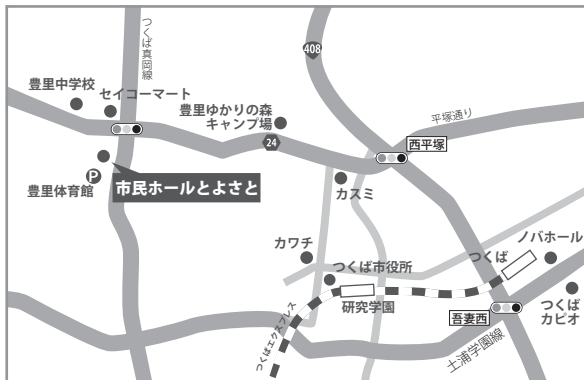 つくば真岡線
408
豊里中学校
セイコーマート
豊里ゆかりの森
キャンプ場
平塚通り
24
西平塚
P
豊里体育館
市民ホールとよさと
カスミ
カワチ
つくば市役所
つくば
ノバホール
研究学園
つくば
カピオ
吾妻西
つくばエクスプレス
土浦学園線